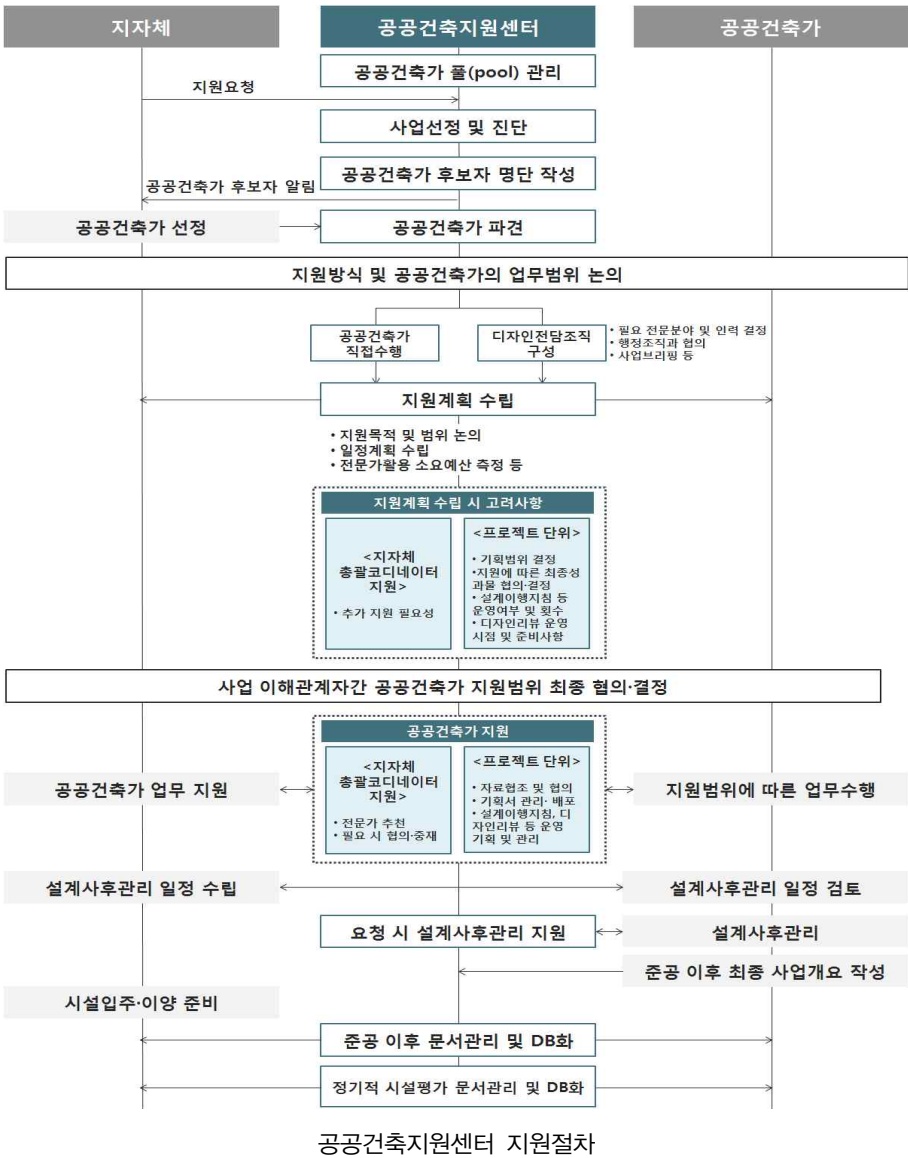 지자체
공공건축지원센터
공공건축가
공공건축가 풀(pool) 관리
지원요청
사업선정 및 진단
공공건축가 후보자 명단 작성
공공건축가 후보자 알림
공공건축가 선정
공공건축가 파견
지원방식 및 공공건축가의 업무범위 논의
공공건축가
직접수행
디자인전담조직
구성
• 필요 전문분야 및 인력 결정
• 행정조직과 협의
• 사업브리핑 등
지원계획 수립
• 지원목적 및 범위 논의
• 일정계획 수립
• 전문가활용 소요예산 측정 등
지원계획 수립 시 고려사항
<지자체
총괄코디네이터
지원>
• 추가 지원 필요성
<프로젝트 단위>
• 기획범위 결정
•지원에 따른 최종성
과물 협의·결정
• 설계이행지침 등
운영여부 및 횟수
• 디자인리뷰 운영
시점 및 준비사항
사업 이해관계자간 공공건축가 지원범위 최종 협의·결정
공공건축가 지원
<지자체
총괄코디네이터
지원>
• 전문가 추천
• 필요 시 협의·중재
<프로젝트 단위>
• 자료협조 및 협의
• 기획서 관리· 배포
• 설계이행지침, 디
자인리뷰 등 운영
기획 및 관리
공공건축가 업무 지원
지원범위에 따른 업무수행
설계사후관리 일정 수립
설계사후관리 일정 검토
요청 시 설계사후관리 지원
설계사후관리
준공 이후 최종 사업개요 작성
시설입주·이양 준비
준공 이후 문서관리 및 DB화
정기적 시설평가 문서관리 및 DB화
공공건축지원센터 지원절차